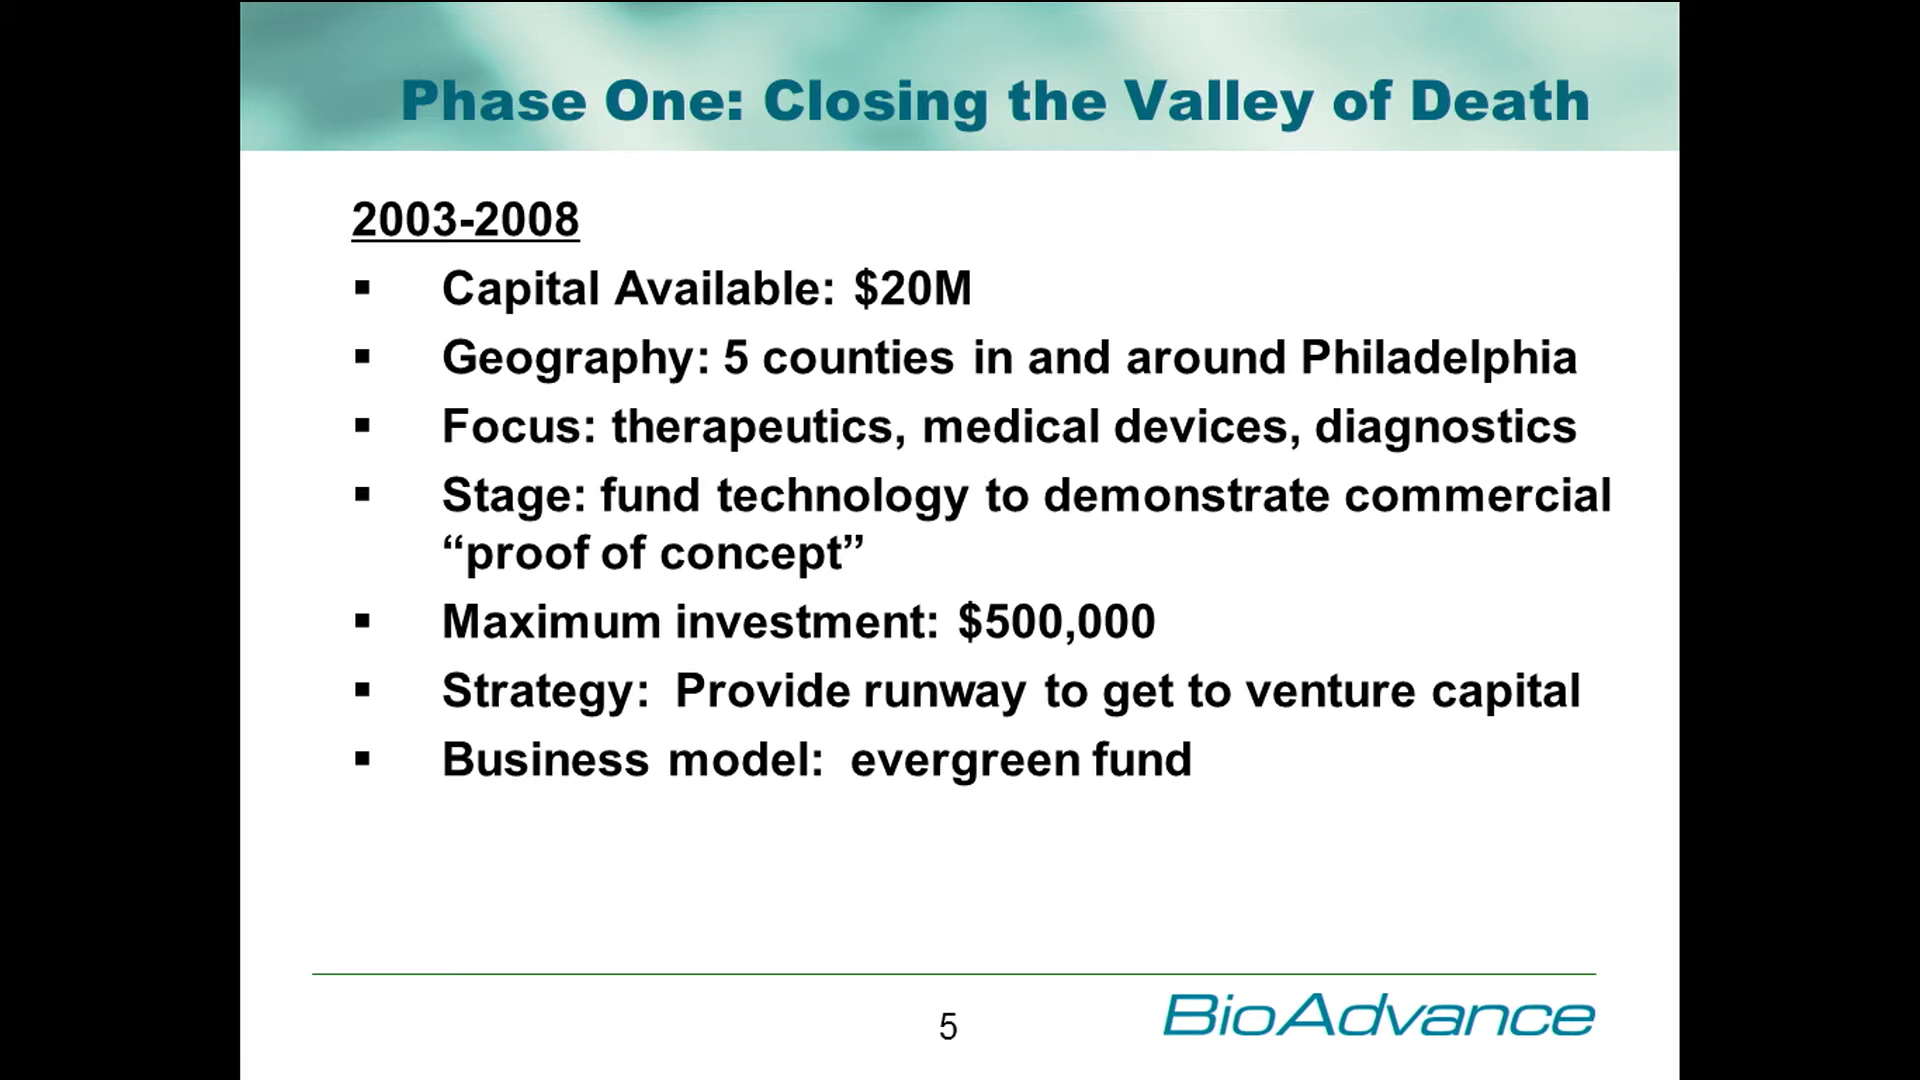 Phase One: Closing the Valley of Death
2003-2008
▪ Capital Available: $20M
▪ Geography: 5 counties in and around Philadelphia
▪ Focus: therapeutics, medical devices, diagnostics
▪ Stage: fund technology to demonstrate commercial
“proof of concept”
▪ Maximum investment: $500,000
▪ Strategy: Provide runway to get to venture capital
▪ Business model: evergreen fund
5
BioAdvance